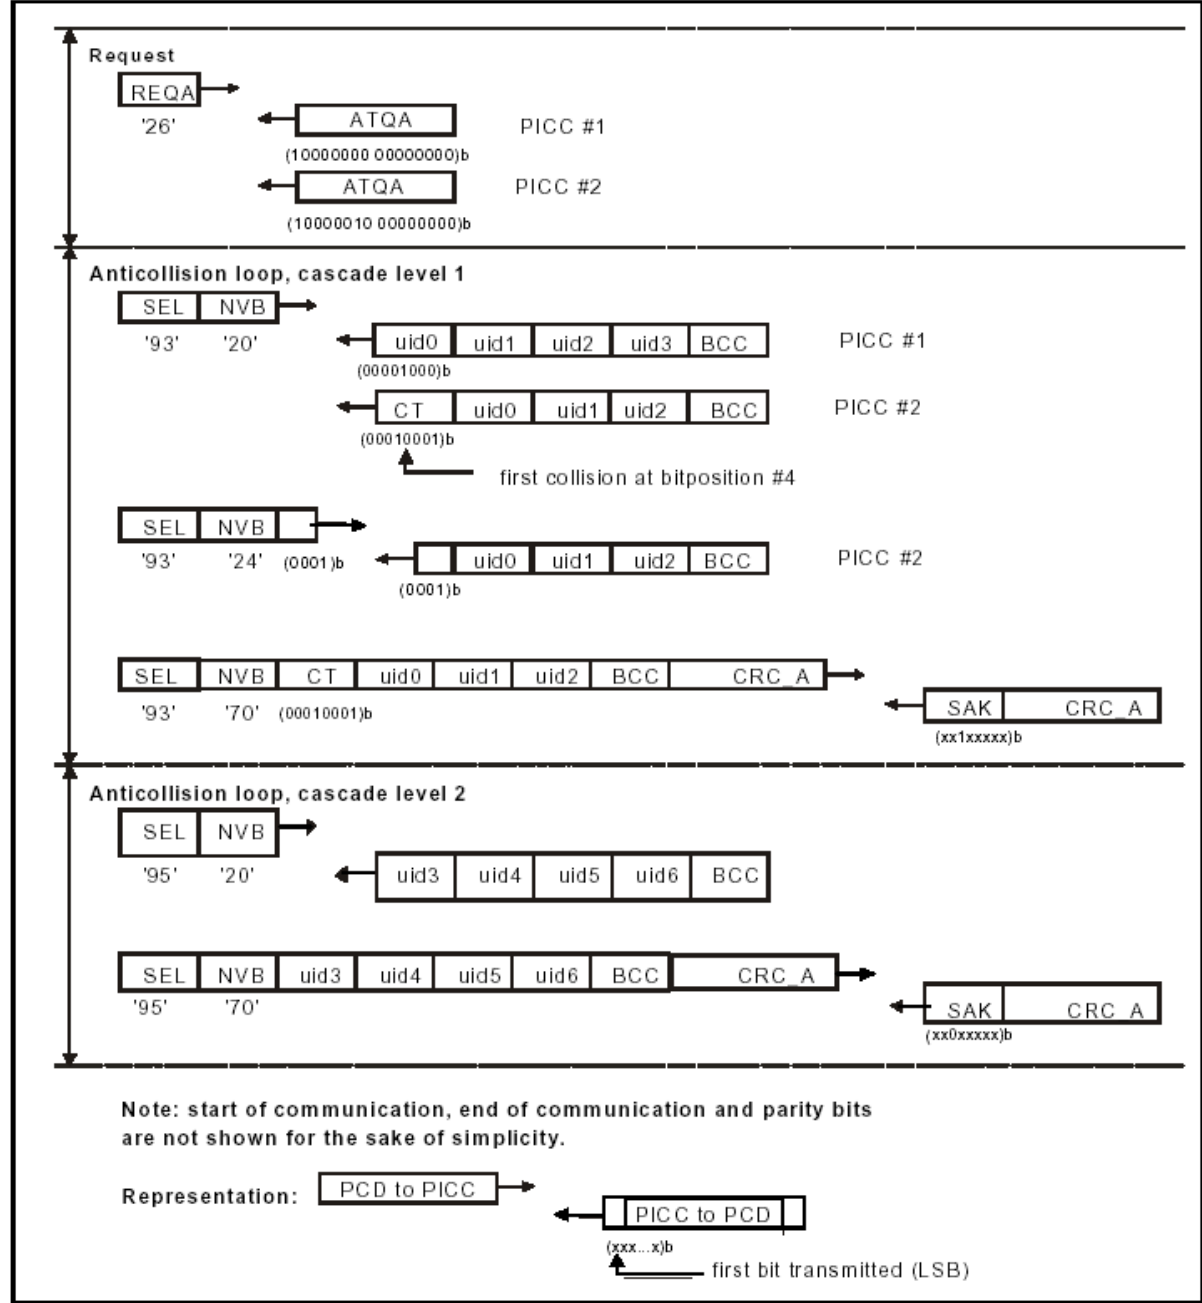 Request
REQA
'26'
ATQA PICC #1
(10000000 00000000)b
ATQA PICC #2
(10000010 00000000)b
Anticollision loop, cascade level 1
SEL NVB
'93' '20'
uid0 uid1 uid2 uid3 BCC PICC #1
(00001000)b
CT uid0 uid1 uid2 BCC PICC #2
(00010001)b
first collision at bitposition #4
SEL NVB
'93' '24' (0001)b
uid0 uid1 uid2 BCC PICC #2
(0001)b
SEL NVB CT uid0 uid1 uid2 BCC CRC_A
'93' '70' (00010001)b
SAK CRC_A
(xx1xxxxx)b
Anticollision loop, cascade level 2
SEL NVB
'95' '20'
uid3 uid4 uid5 uid6 BCC
SEL NVB uid3 uid4 uid5 uid6 BCC CRC_A
'95' '70'
SAK CRC A
(xx0xxxxx)b
Note: start of communication, end of communication and parity bits
are not shown for the sake of simplicity.
Representation: PCD to PICC
PICC to PCD
(xxx...x)b
first bit transmitted (LSB)